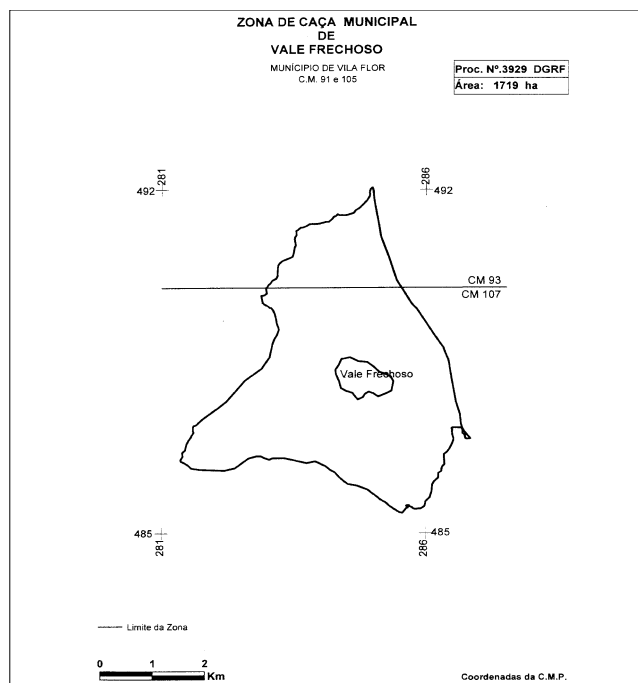 ZONA DE CAÇA MUNICIPAL
DE
VALE FRECHOSO
MUNÍCIPIO DE VILA FLOR
C.M. 91 e 105
Proc. Nº.3929 DGRF
Área: 1719 ha
281
492
286
492
CM 93
CM 107
Vale Frechoso
485
281
485
286
Limite da Zona
0 1 2
Km
Coordenadas da C.M.P.